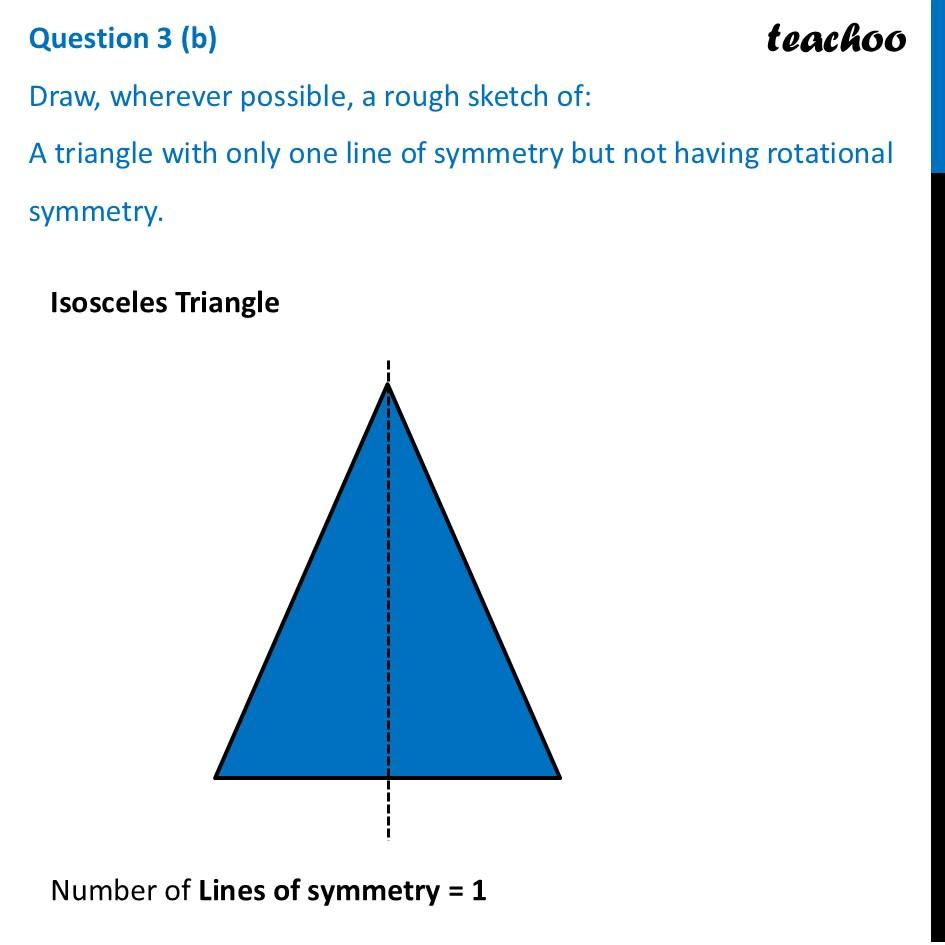 Question 3 (b)
teachoo
Draw, wherever possible, a rough sketch of:
A triangle with only one line of symmetry but not having rotational
symmetry.
Isosceles Triangle
Number of Lines of symmetry = 1